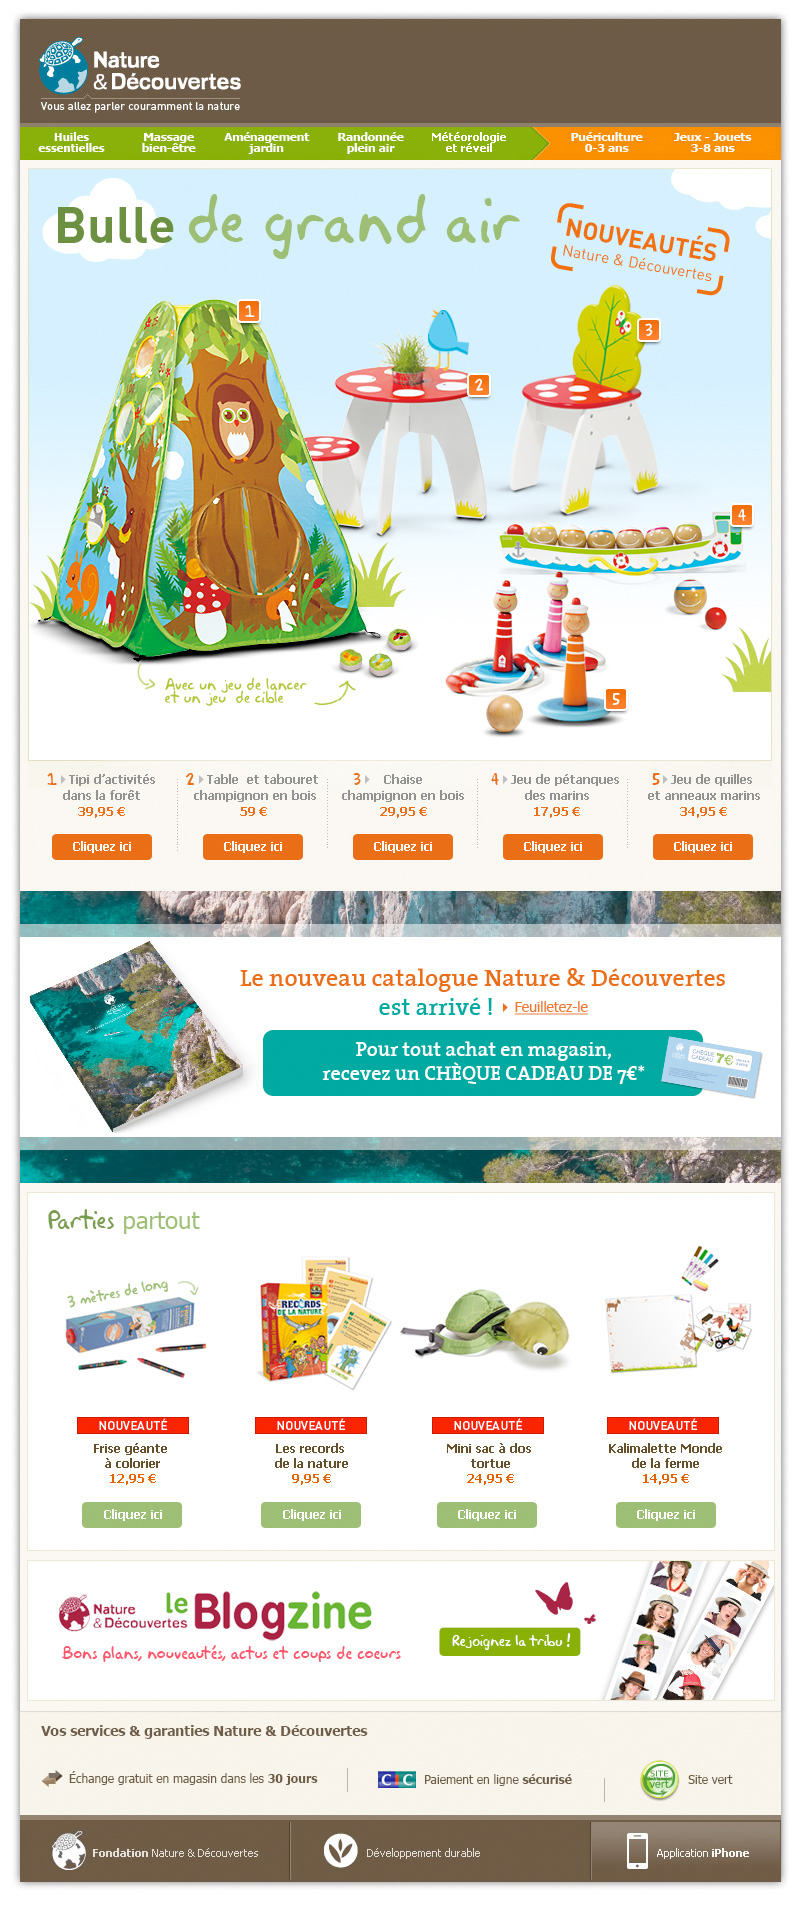 Nature
& Découvertes
Vous allez parler couramment la nature
Huiles
essentielles
Massage
bien-être
Aménagement
jardin
Randonnée
plein air
Météorologie
et réveil
Puériculture
0-3 ans
Jeux - Jouets
3-8 ans
Bulle de grand air
NOUVEAUTÉS
Nature & Découvertes
1
2
3
4
5
Avec un jeu de lancer
et un jeu de cible
1 Tipi d'activités
dans la forêt
39,95 €
Cliquez ici
2 Table et tabouret
champignon en bois
59 €
Cliquez ici
3 Chaise
champignon en bois
29,95 €
Cliquez ici
4 Jeu de pétanques
des marins
17,95 €
Cliquez ici
5 Jeu de quilles
et anneaux marins
34,95 €
Cliquez ici
Le nouveau catalogue Nature & Découvertes
est arrivé ! Feuilletez-le
Pour tout achat en magasin,
recevez un CHÈQUE CADEAU DE 7€*
CHÈQUE
CADEAU 7€
Parties partout
3 mètres de long
RECORDS
DE LA NATURE
NOUVEAUTÉ
Frise géante
à colorier
12,95 €
Cliquez ici
NOUVEAUTÉ
Les records
de la nature
9,95 €
Cliquez ici
NOUVEAUTÉ
Mini sac à dos
tortue
24,95 €
Cliquez ici
NOUVEAUTÉ
Kalimalette Monde
de la ferme
14,95 €
Cliquez ici
Nature
& Découvertes
le Blogzine
Bons plans, nouveautés, actus et coups de coeurs
Rejoignez la tribu !
Vos services & garanties Nature & Découvertes
Échange gratuit en magasin dans les 30 jours
CIC
Paiement en ligne sécurisé
SITE
vert
Site vert
Fondation Nature & Découvertes
Développement durable
Application iPhone